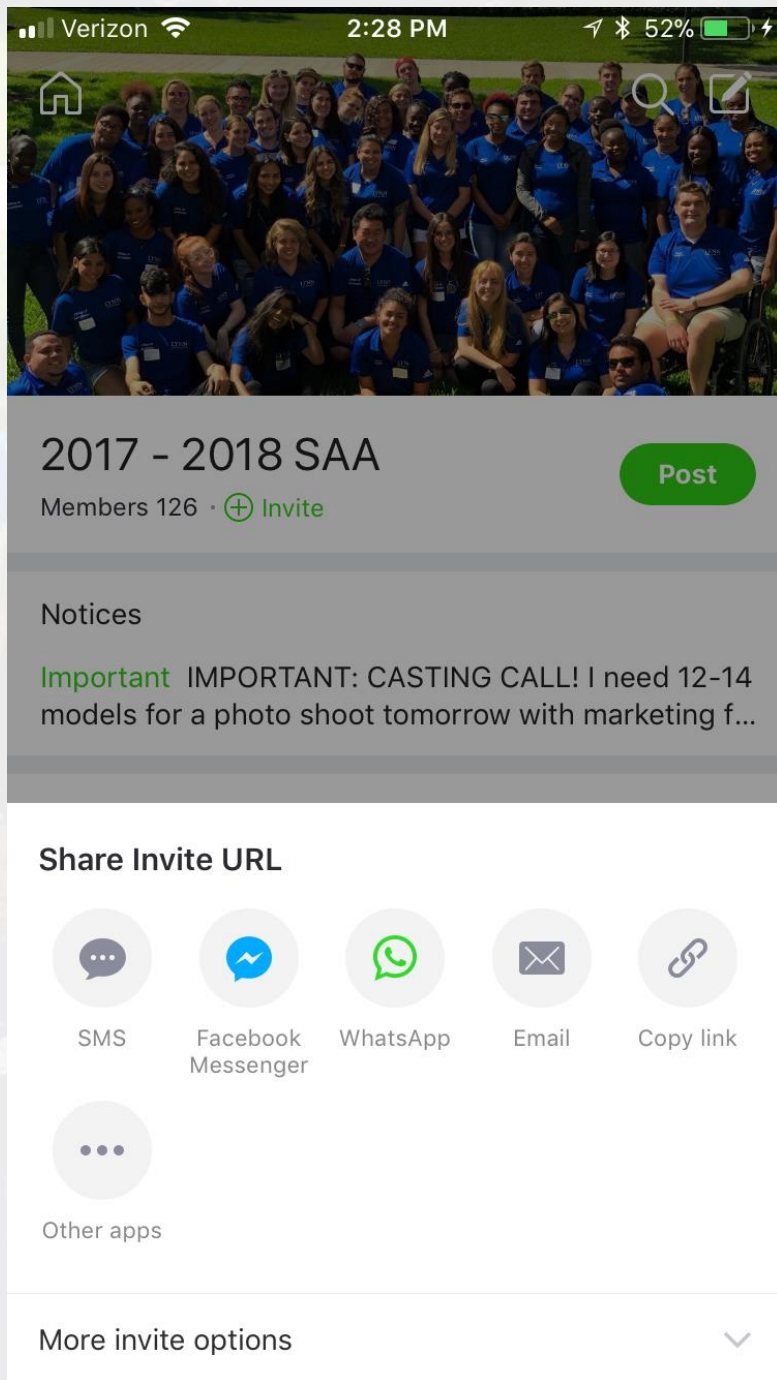 Verizon 2:28 PM 52%
2017 - 2018 SAA
Post
Members 126 · Invite
Notices
Important IMPORTANT: CASTING CALL! I need 12-14
models for a photo shoot tomorrow with marketing f...
Share Invite URL
SMS Facebook Messenger WhatsApp Email Copy link
Other apps
More invite options